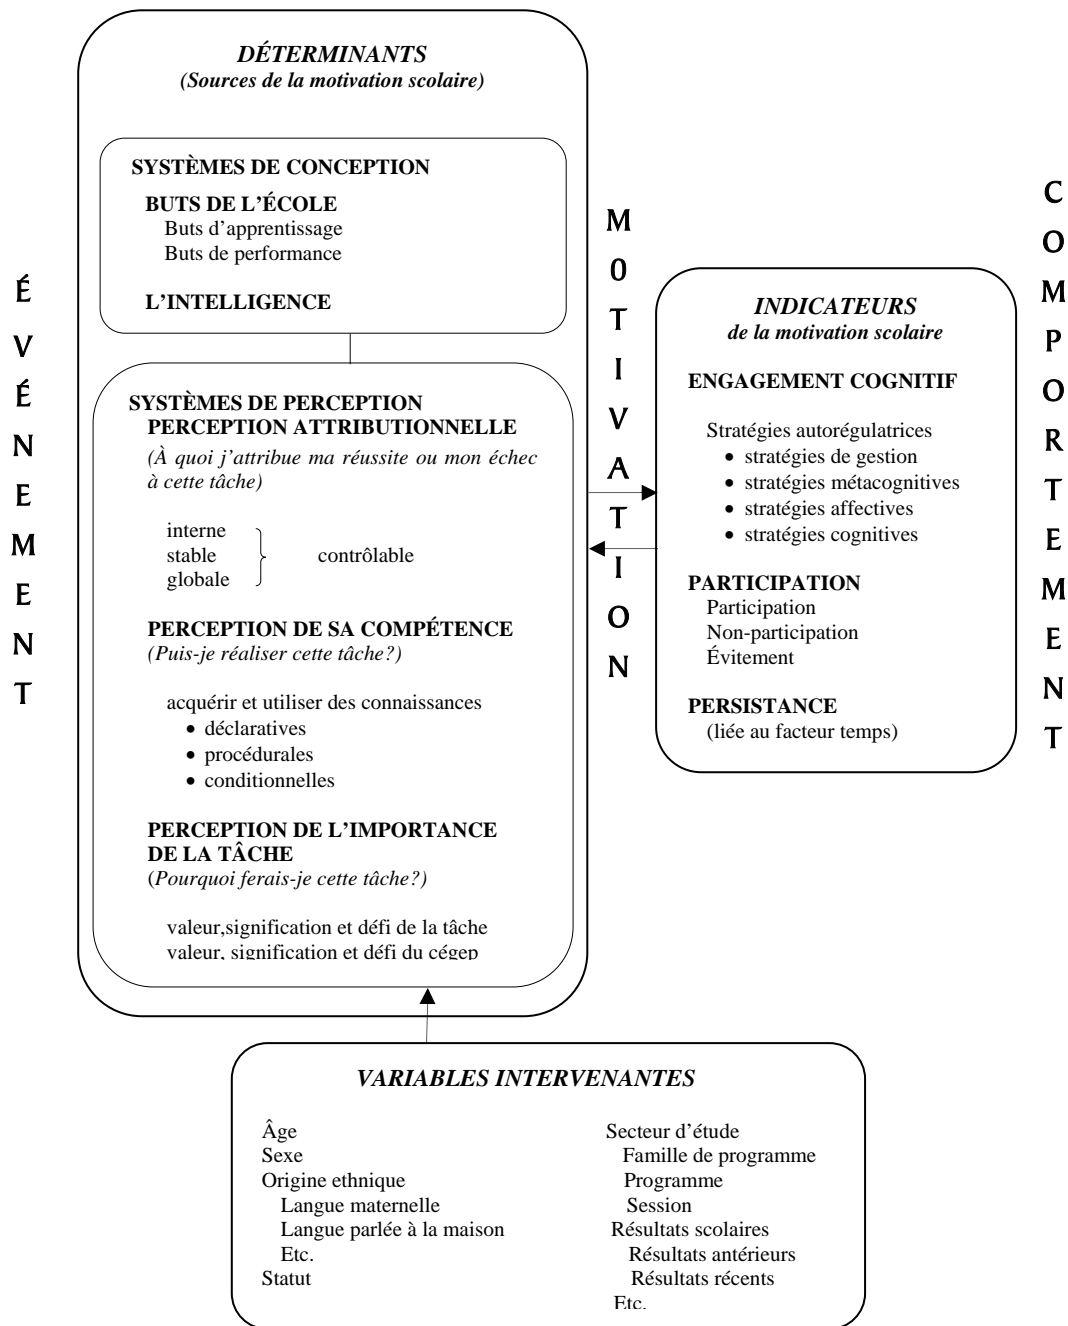 ÉVÉNEMENT
DÉTERMINANTS
(Sources de la motivation scolaire)
SYSTÈMES DE CONCEPTION
BUTS DE L'ÉCOLE
Buts d'apprentissage
Buts de performance
L'INTELLIGENCE
SYSTÈMES DE PERCEPTION
PERCEPTION ATTRIBUTIONNELLE
(À quoi j'attribue ma réussite ou mon échec
à cette tâche)
interne
stable } contrôlable
globale
PERCEPTION DE SA COMPÉTENCE
(Puis-je réaliser cette tâche?)
acquérir et utiliser des connaissances
• déclaratives
• procédurales
• conditionnelles
PERCEPTION DE L'IMPORTANCE
DE LA TÂCHE
(Pourquoi ferais-je cette tâche?)
valeur,signification et défi de la tâche
valeur, signification et défi du cégep
M0TIVATION
INDICATEURS
de la motivation scolaire
ENGAGEMENT COGNITIF
Stratégies autorégulatrices
• stratégies de gestion
• stratégies métacognitives
• stratégies affectives
• stratégies cognitives
PARTICIPATION
Participation
Non-participation
Évitement
PERSISTANCE
(liée au facteur temps)
COMPORTEMENT
VARIABLES INTERVENANTES
Âge
Sexe
Origine ethnique
Langue maternelle
Langue parlée à la maison
Etc.
Statut
Secteur d'étude
Famille de programme
Programme
Session
Résultats scolaires
Résultats antérieurs
Résultats récents
Etc.